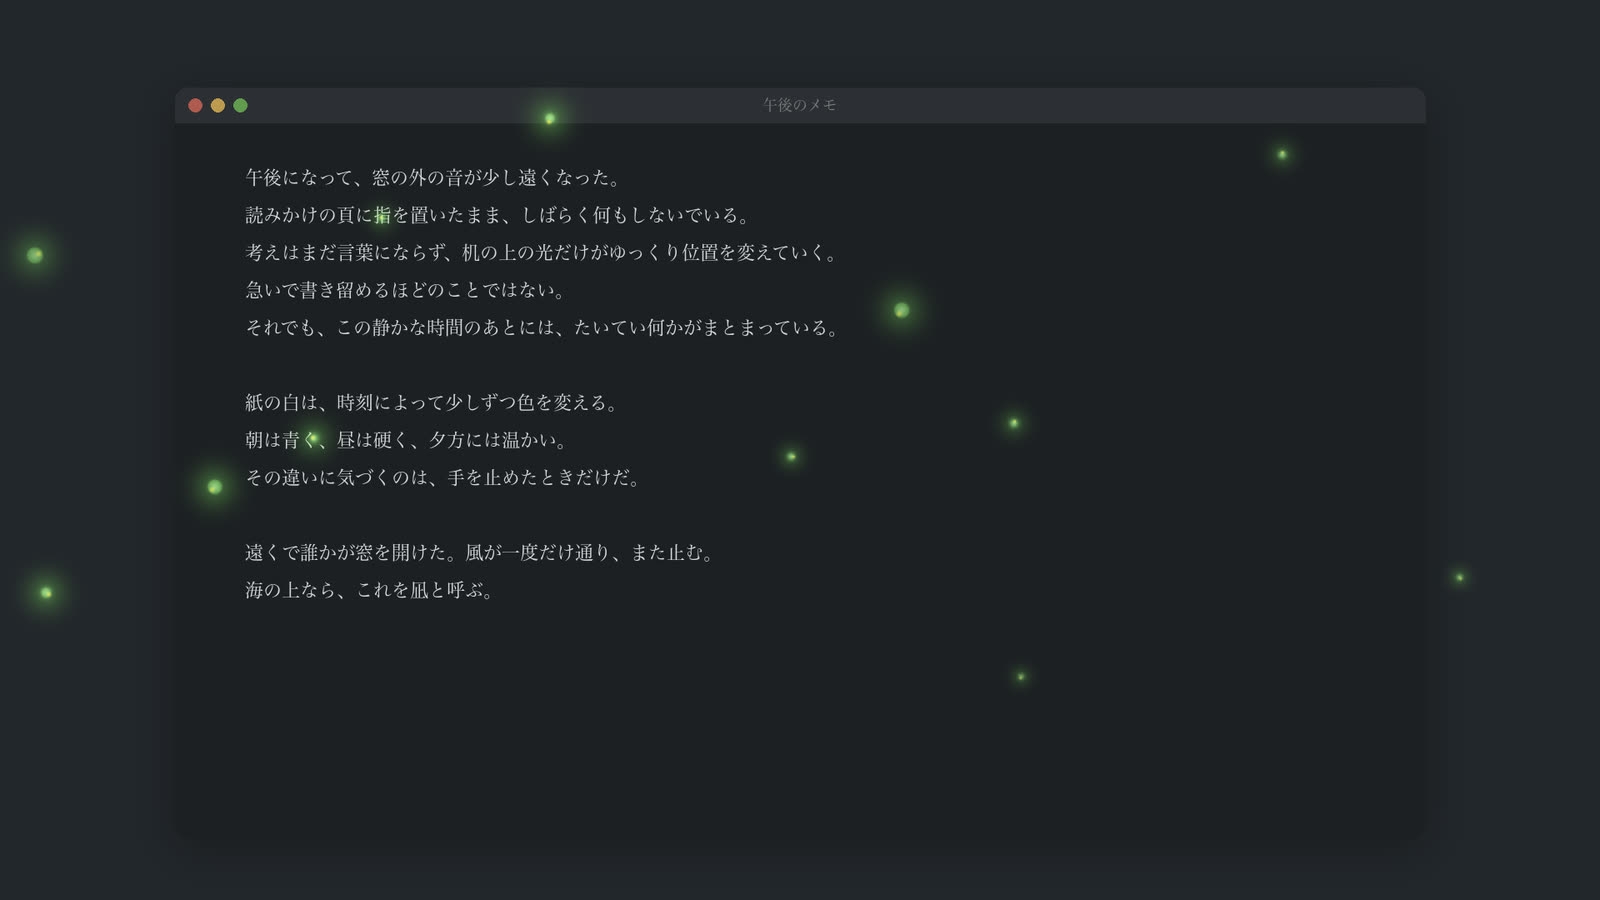 午後のメモ
午後になって、窓の外の音が少し遠くなった。
読みかけの頁に指を置いたまま、しばらく何もしないでいる。
考えはまだ言葉にならず、机の上の光だけがゆっくり位置を変えていく。
急いで書き留めるほどのことではない。
それでも、この静かな時間のあとには、たいてい何かがまとまっている。
紙の白は、時刻によって少しずつ色を変える。
朝は青く、昼は硬く、夕方には温かい。
その違いに気づくのは、手を止めたときだけだ。
遠くで誰かが窓を開けた。風が一度だけ通り、また止む。
海の上なら、これを凪と呼ぶ。